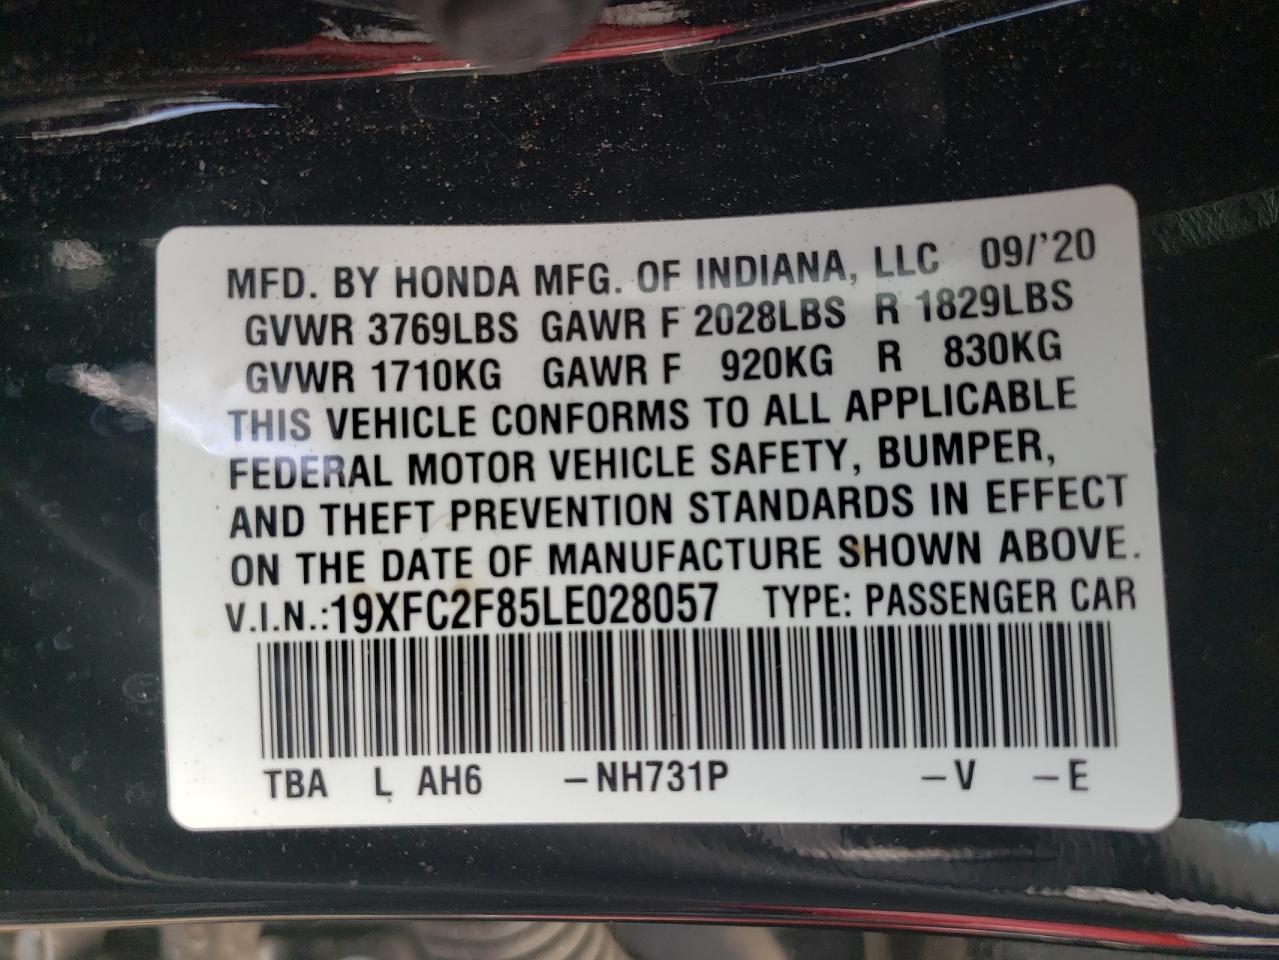 MFD. BY HONDA MFG. OF INDIANA, LLC 09/'20
GVWR 3769LBS GAWR F 2028LBS R 1829LBS
GVWR 1710KG GAWR F 920KG R 830KG
THIS VEHICLE CONFORMS TO ALL APPLICABLE
FEDERAL MOTOR VEHICLE SAFETY, BUMPER,
AND THEFT PREVENTION STANDARDS IN EFFECT
ON THE DATE OF MANUFACTURE SHOWN ABOVE.
V.I.N.:19XFC2F85LE028057 TYPE: PASSENGER CAR
TBA L AH6 –NH731P –V –E